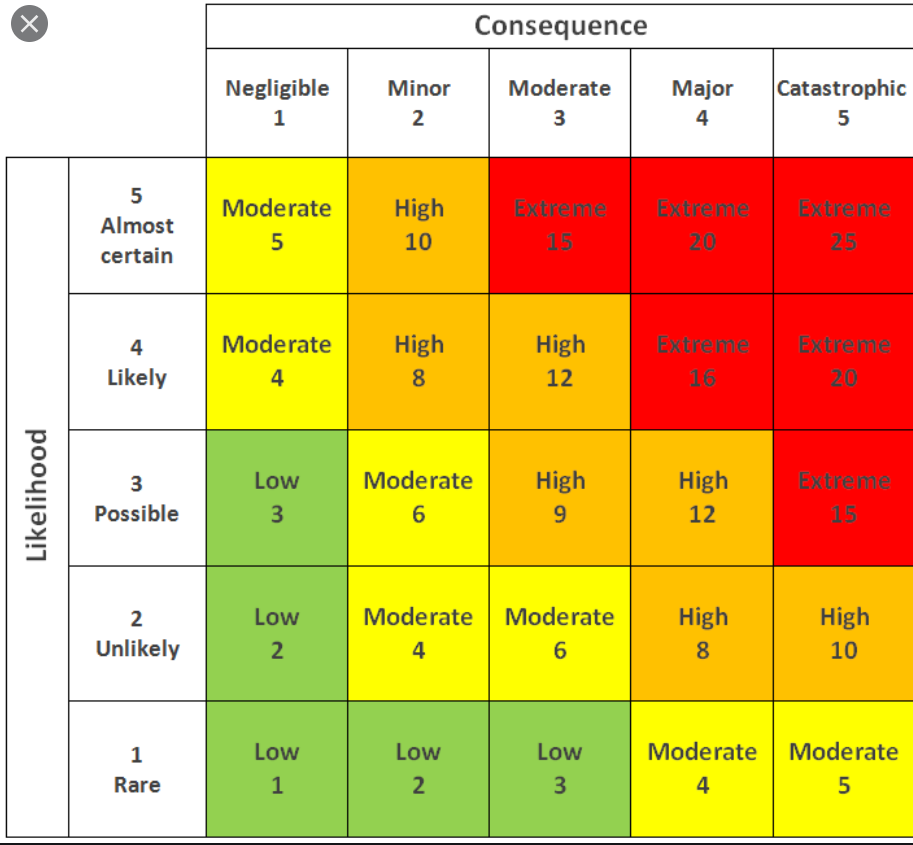 Consequence
Negligible
1
Minor
2
Moderate
3
Major
4
Catastrophic
5
Likelihood
5
Almost
certain
Moderate
5
High
10
Extreme
15
Extreme
20
Extreme
25
4
Likely
Moderate
4
High
8
High
12
Extreme
16
Extreme
20
3
Possible
Low
3
Moderate
6
High
9
High
12
Extreme
15
2
Unlikely
Low
2
Moderate
4
Moderate
6
High
8
High
10
1
Rare
Low
1
Low
2
Low
3
Moderate
4
Moderate
5